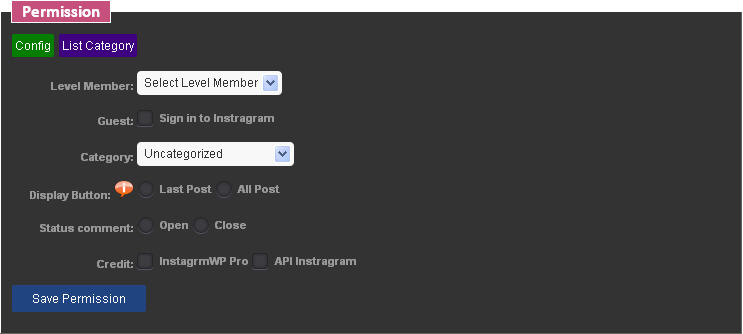 Permission
Config List Category
Level Member: Select Level Member
Guest: Sign in to Instragram
Category: Uncategorized
Display Button: Last Post All Post
Status comment: Open Close
Credit: InstagrmWP Pro API Instragram
Save Permission